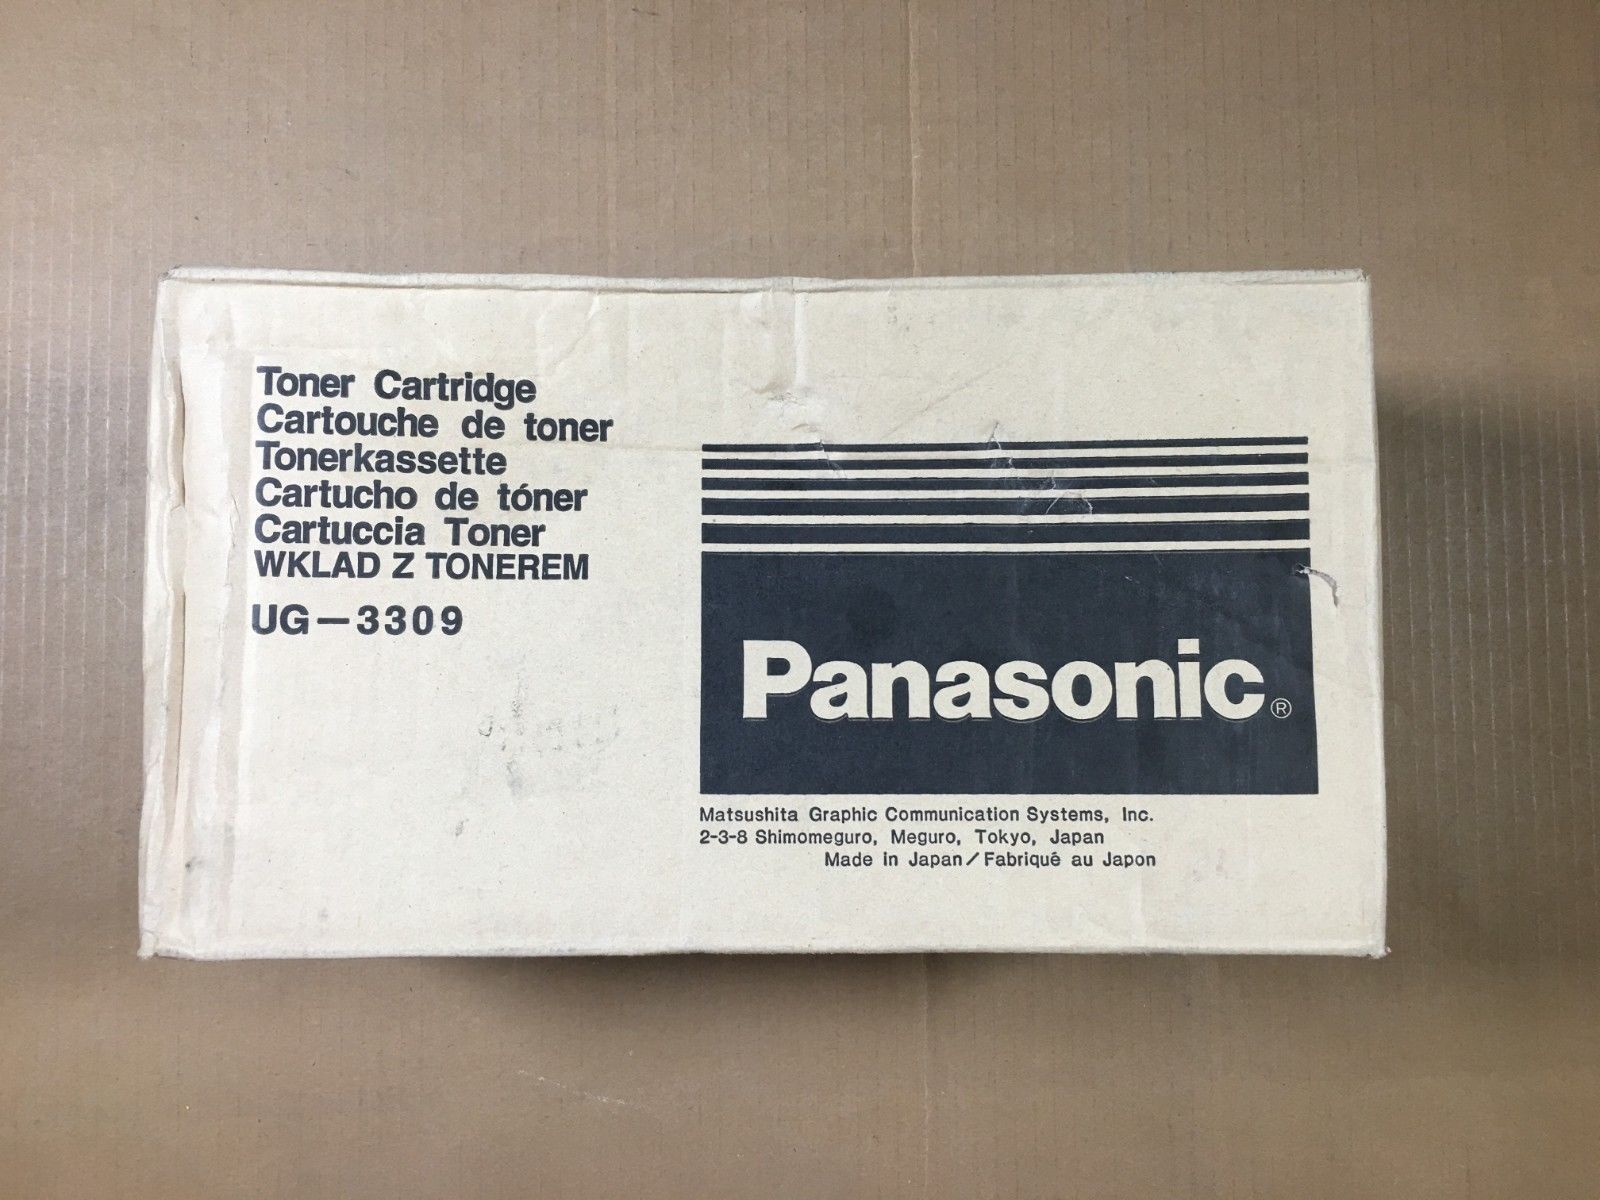 Toner Cartridge
Cartouche de toner
Tonerkassette
Cartucho de tóner
Cartuccia Toner
WKLAD Z TONEREM
UG-3309
Panasonic®
Matsushita Graphic Communication Systems, Inc.
2-3-8 Shimomeguro, Meguro, Tokyo, Japan
Made in Japan/Fabriqué au Japon